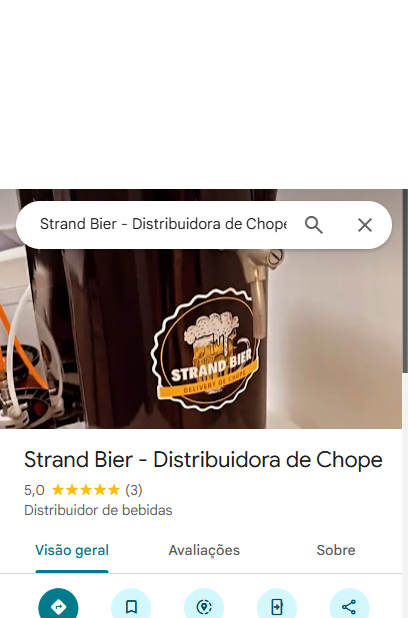 Strand Bier - Distribuidora de Chope
STRAND BIER
DELIVERY DE CHOPE
Strand Bier - Distribuidora de Chope
5,0 ★★★★★ (3)
Distribuidor de bebidas
Visão geral Avaliações Sobre